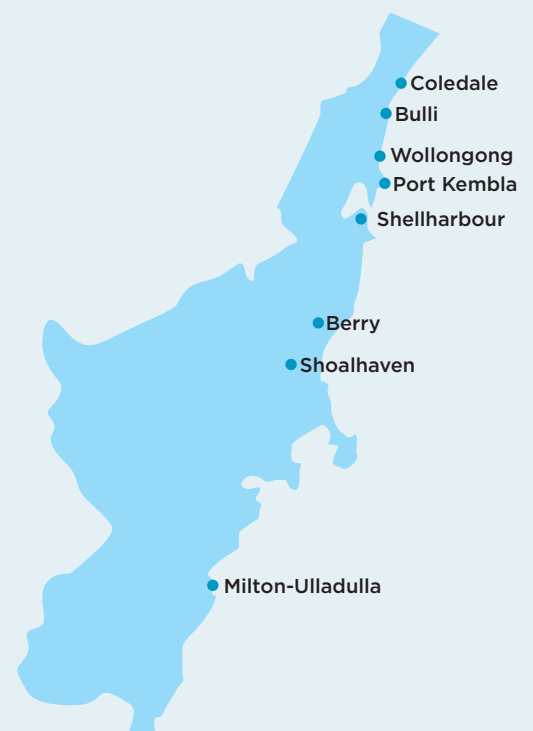 Coledale
Bulli
Wollongong
Port Kembla
Shellharbour
Berry
Shoalhaven
Milton-Ulladulla